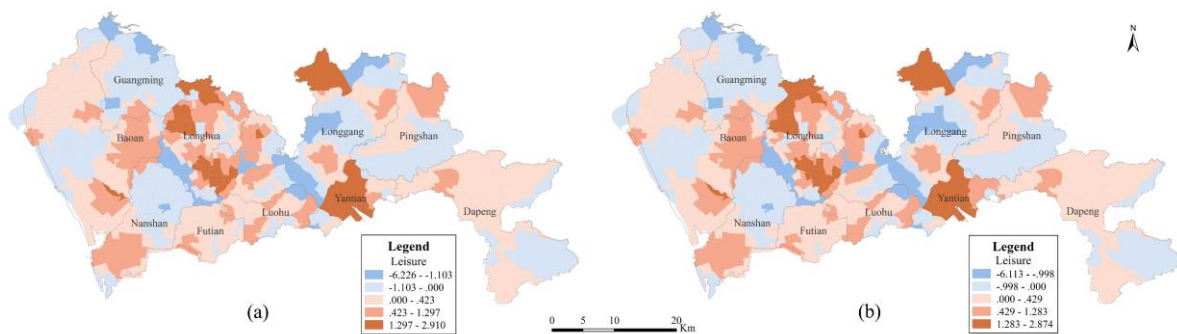 Guangming
Baoan
Longhua
Longgang
Pingshan
Nanshan
Futian
Luohu
Yantian
Dapeng
Legend
Leisure
-6.226 - -1.103
-1.103 - .000
.000 - .423
.423 - 1.297
1.297 - 2.910
(a)
0 5 10 20
Km
N
Guangming
Baoan
Longhua
Longgang
Pingshan
Nanshan
Futian
Luohu
Yantian
Dapeng
Legend
Leisure
-6.113 - -.998
-.998 - .000
.000 - .429
.429 - 1.283
1.283 - 2.874
(b)